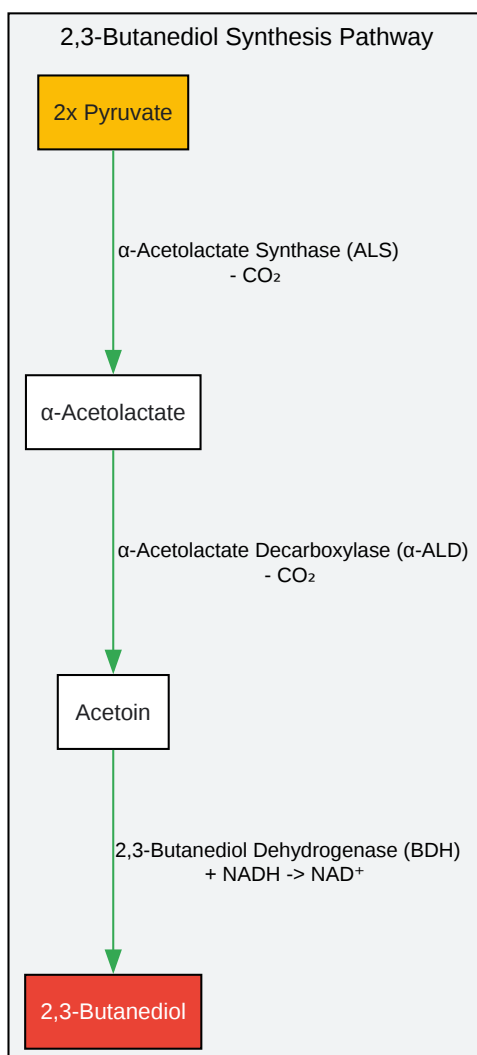 2,3-Butanediol Synthesis Pathway
2x Pyruvate
α-Acetolactate Synthase (ALS)
- CO₂
α-Acetolactate
α-Acetolactate Decarboxylase (α-ALD)
- CO₂
Acetoin
2,3-Butanediol Dehydrogenase (BDH)
+ NADH -> NAD⁺
2,3-Butanediol